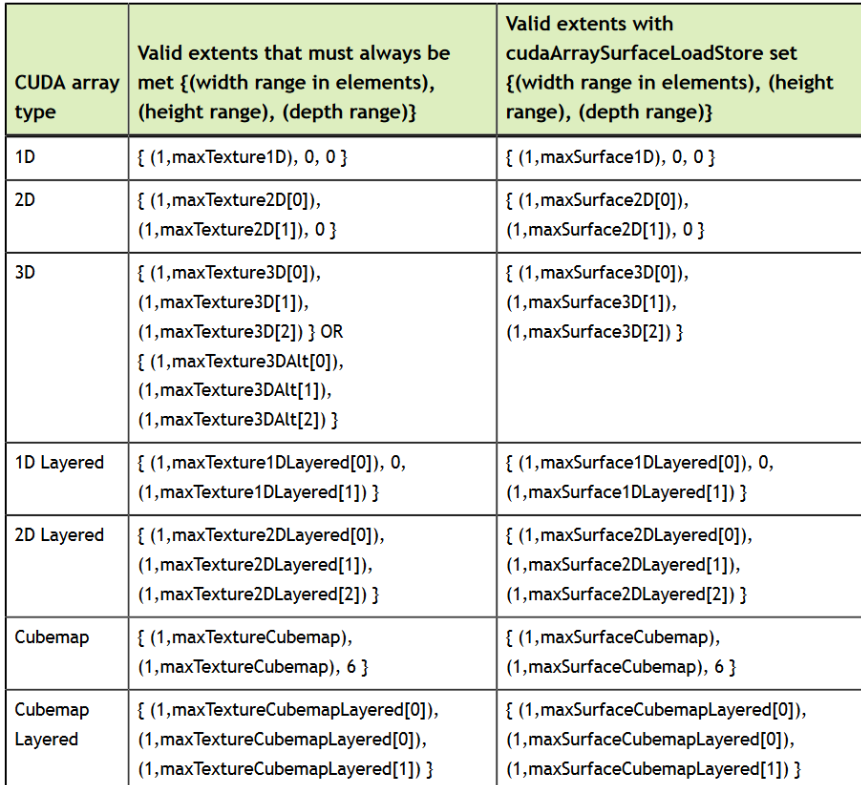 CUDA array
type
Valid extents that must always be
met {(width range in elements),
(height range), (depth range)}
Valid extents with
cudaArraySurfaceLoadStore set
{(width range in elements), (height
range), (depth range)}
1D
{ (1,maxTexture1D), 0, 0 }
{ (1,maxSurface1D), 0, 0 }
2D
{ (1,maxTexture2D[0]),
(1,maxTexture2D[1]), 0 }
{ (1,maxSurface2D[0]),
(1,maxSurface2D[1]), 0 }
3D
{ (1,maxTexture3D[0]),
(1,maxTexture3D[1]),
(1,maxTexture3D[2]) } OR
{ (1,maxTexture3DAlt[0]),
(1,maxTexture3DAlt[1]),
(1,maxTexture3DAlt[2]) }
{ (1,maxSurface3D[0]),
(1,maxSurface3D[1]),
(1,maxSurface3D[2]) }
1D Layered
{ (1,maxTexture1DLayered[0]), 0,
(1,maxTexture1DLayered[1]) }
{ (1,maxSurface1DLayered[0]), 0,
(1,maxSurface1DLayered[1]) }
2D Layered
{ (1,maxTexture2DLayered[0]),
(1,maxTexture2DLayered[1]),
(1,maxTexture2DLayered[2]) }
{ (1,maxSurface2DLayered[0]),
(1,maxSurface2DLayered[1]),
(1,maxSurface2DLayered[2]) }
Cubemap
{ (1,maxTextureCubemap),
(1,maxTextureCubemap), 6 }
{ (1,maxSurfaceCubemap),
(1,maxSurfaceCubemap), 6 }
Cubemap
Layered
{ (1,maxTextureCubemapLayered[0]),
(1,maxTextureCubemapLayered[0]),
(1,maxTextureCubemapLayered[1]) }
{ (1,maxSurfaceCubemapLayered[0]),
(1,maxSurfaceCubemapLayered[0]),
(1,maxSurfaceCubemapLayered[1]) }